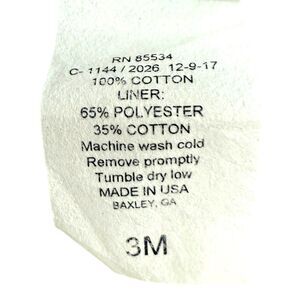 RN 85534
C- 1144 / 2026 12-9-17
100% COTTON
LINER:
65% POLYESTER
35% COTTON
Machine wash cold
Remove promptly
Tumble dry low
MADE IN USA
BAXLEY, GA
3M